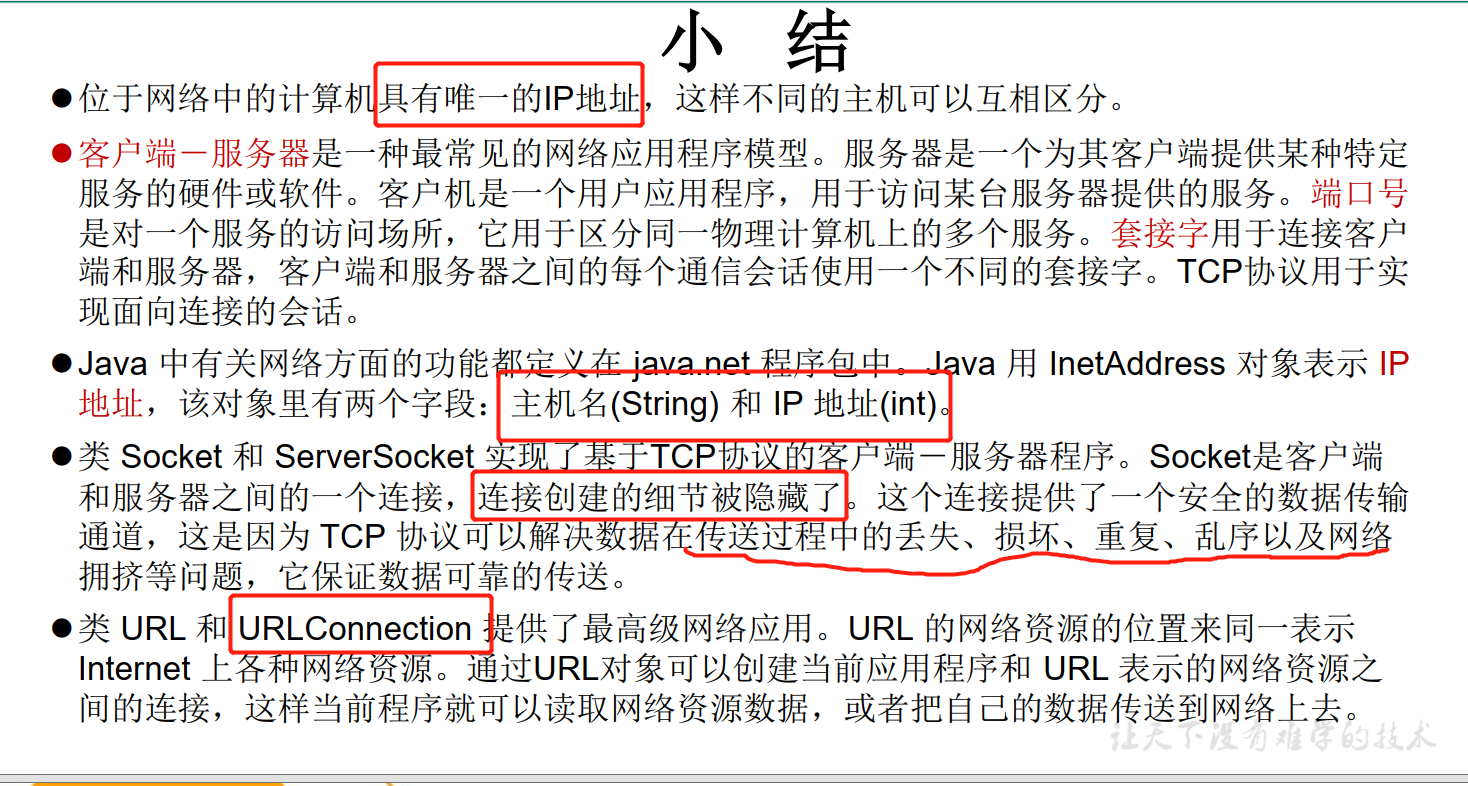 小 结
●位于网络中的计算机具有唯一的IP地址，这样不同的主机可以互相区分。
●客户端－服务器是一种最常见的网络应用程序模型。服务器是一个为其客户端提供某种特定
服务的硬件或软件。客户机是一个用户应用程序，用于访问某台服务器提供的服务。端口号
是对一个服务的访问场所，它用于区分同一物理计算机上的多个服务。套接字用于连接客户
端和服务器，客户端和服务器之间的每个通信会话使用一个不同的套接字。TCP协议用于实
现面向连接的会话。
●Java 中有关网络方面的功能都定义在 java.net 程序包中。Java 用 InetAddress 对象表示 IP
地址，该对象里有两个字段：主机名(String) 和 IP 地址(int)。
●类 Socket 和 ServerSocket 实现了基于TCP协议的客户端－服务器程序。Socket是客户端
和服务器之间的一个连接，连接创建的细节被隐藏了。这个连接提供了一个安全的数据传输
通道，这是因为 TCP 协议可以解决数据在传送过程中的丢失、损坏、重复、乱序以及网络
拥挤等问题，它保证数据可靠的传送。
●类 URL 和 URLConnection 提供了最高级网络应用。URL 的网络资源的位置来同一表示
Internet 上各种网络资源。通过URL对象可以创建当前应用程序和 URL 表示的网络资源之
间的连接，这样当前程序就可以读取网络资源数据，或者把自己的数据传送到网络上去。
让天下没有难学的技术